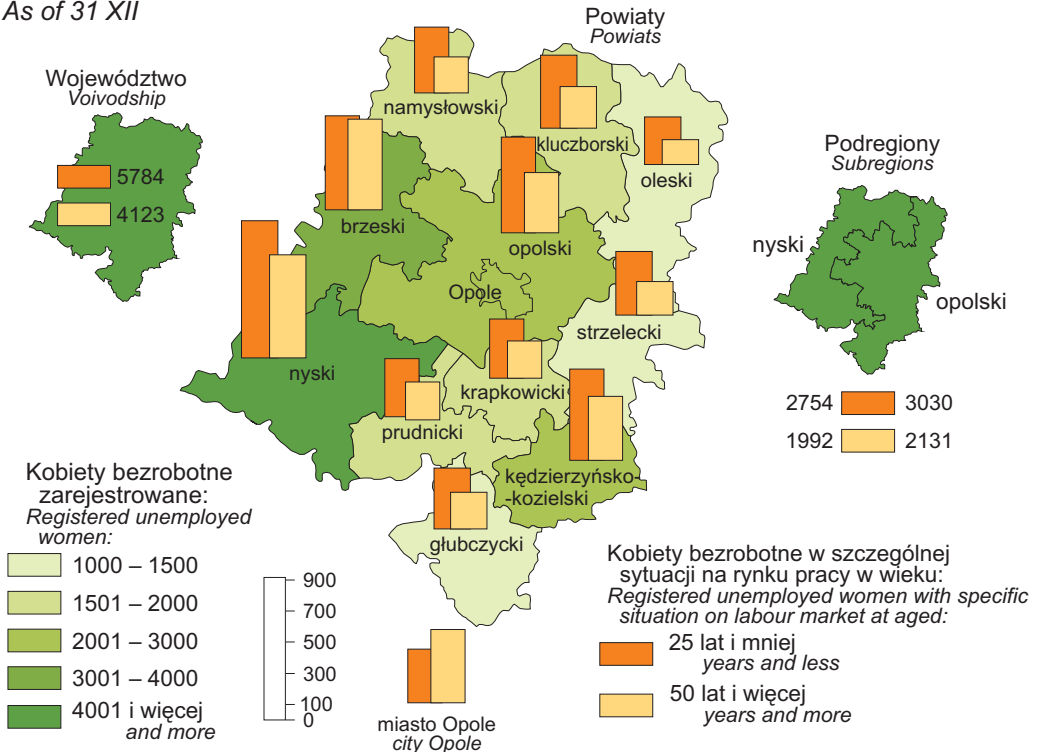 As of 31 XII
Powiaty
Powiats
Województwo
Voivodship
5784
4123
namysłowski
kluczborski
oleski
brzeski
opolski
Opole
strzelecki
nyski
krapkowicki
prudnicki
kędzierzyńsko-
-kozielski
głubczycki
Podregiony
Subregions
nyski
opolski
2754 3030
1992 2131
Kobiety bezrobotne
zarejestrowane:
Registered unemployed
women:
1000 – 1500
1501 – 2000
2001 – 3000
3001 – 4000
4001 i więcej
and more
900
700
500
300
100
0
miasto Opole
city Opole
Kobiety bezrobotne w szczególnej
sytuacji na rynku pracy w wieku:
Registered unemployed women with specific
situation on labour market at aged:
25 lat i mniej
years and less
50 lat i więcej
years and more